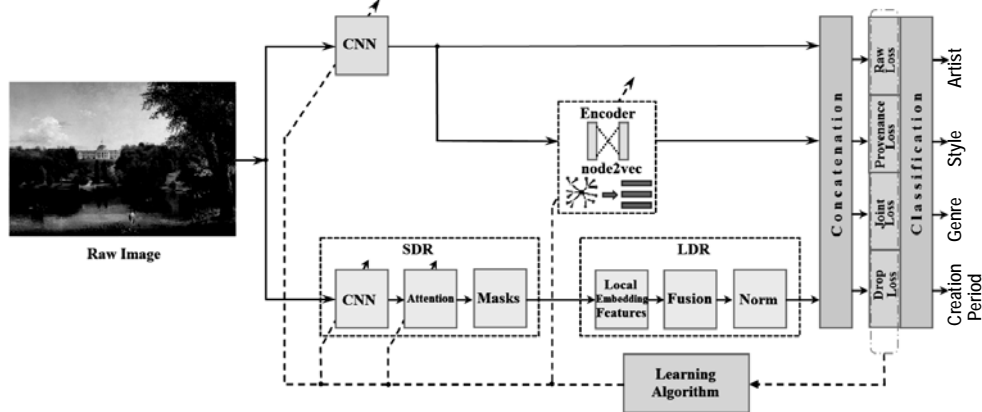 CNN
Encoder
node2vec
Raw Image
SDR
CNN
Attention
Masks
LDR
Local
Embedding
Features
Fusion
Norm
Concatenation
Raw
Loss
Provenance
Loss
Joint
Loss
Drop
Loss
Classification
Artist
Style
Genre
Creation
Period
Learning
Algorithm